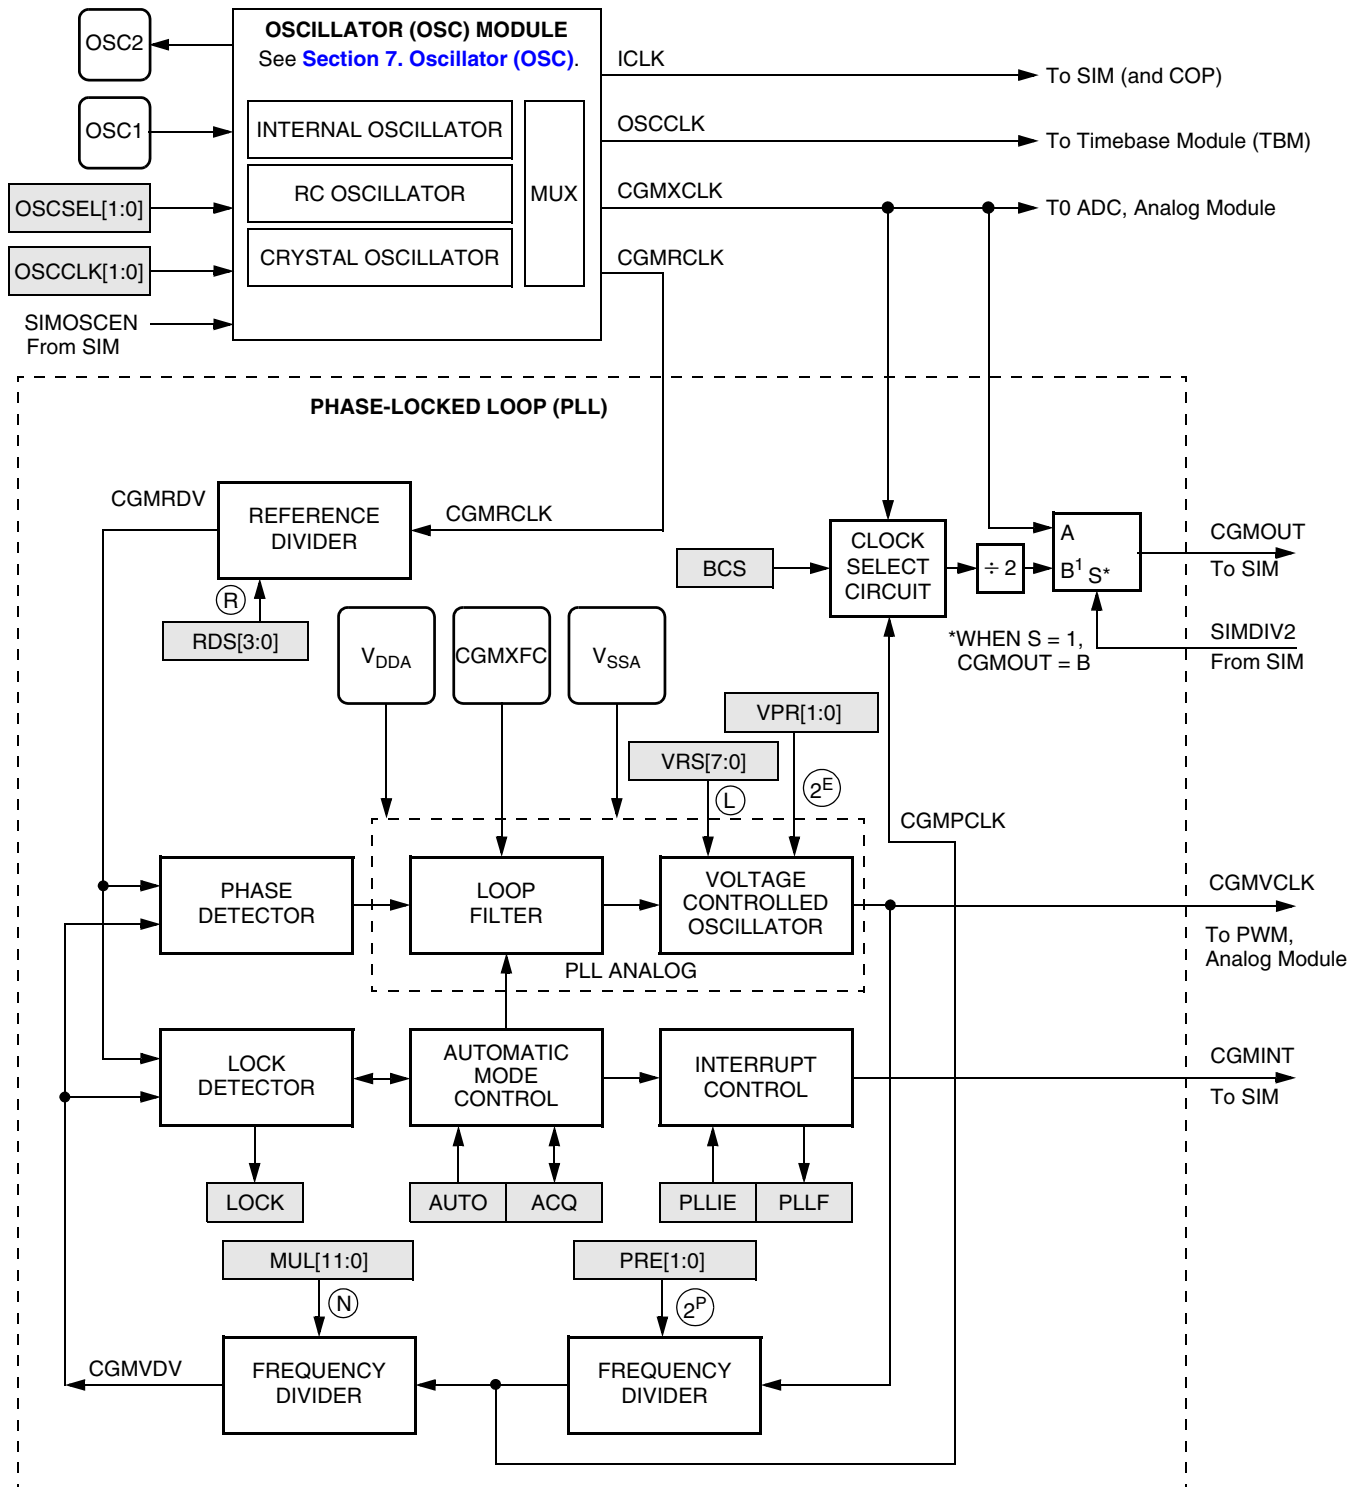 OSCILLATOR (OSC) MODULE
See Section 7. Oscillator (OSC).
OSC2
OSC1
OSCSEL[1:0]
OSCCLK[1:0]
SIMOSCEN
From SIM
INTERNAL OSCILLATOR
RC OSCILLATOR
CRYSTAL OSCILLATOR
MUX
ICLK
To SIM (and COP)
OSCCLK
To Timebase Module (TBM)
CGMXCLK
T0 ADC, Analog Module
CGMRCLK
PHASE-LOCKED LOOP (PLL)
CGMRDV
REFERENCE
DIVIDER
CGMRCLK
R
RDS[3:0]
BCS
CLOCK
SELECT
CIRCUIT
÷ 2
A
B1 S*
CGMOUT
To SIM
*WHEN S = 1,
CGMOUT = B
SIMDIV2
From SIM
VDDA
CGMXFC
VSSA
VPR[1:0]
VRS[7:0]
L
2E
CGMPCLK
PHASE
DETECTOR
LOOP
FILTER
VOLTAGE
CONTROLLED
OSCILLATOR
PLL ANALOG
CGMVCLK
To PWM,
Analog Module
LOCK
DETECTOR
AUTOMATIC
MODE
CONTROL
INTERRUPT
CONTROL
CGMINT
To SIM
LOCK
AUTO
ACQ
PLLIE
PLLF
MUL[11:0]
PRE[1:0]
N
2P
CGMVDV
FREQUENCY
DIVIDER
FREQUENCY
DIVIDER